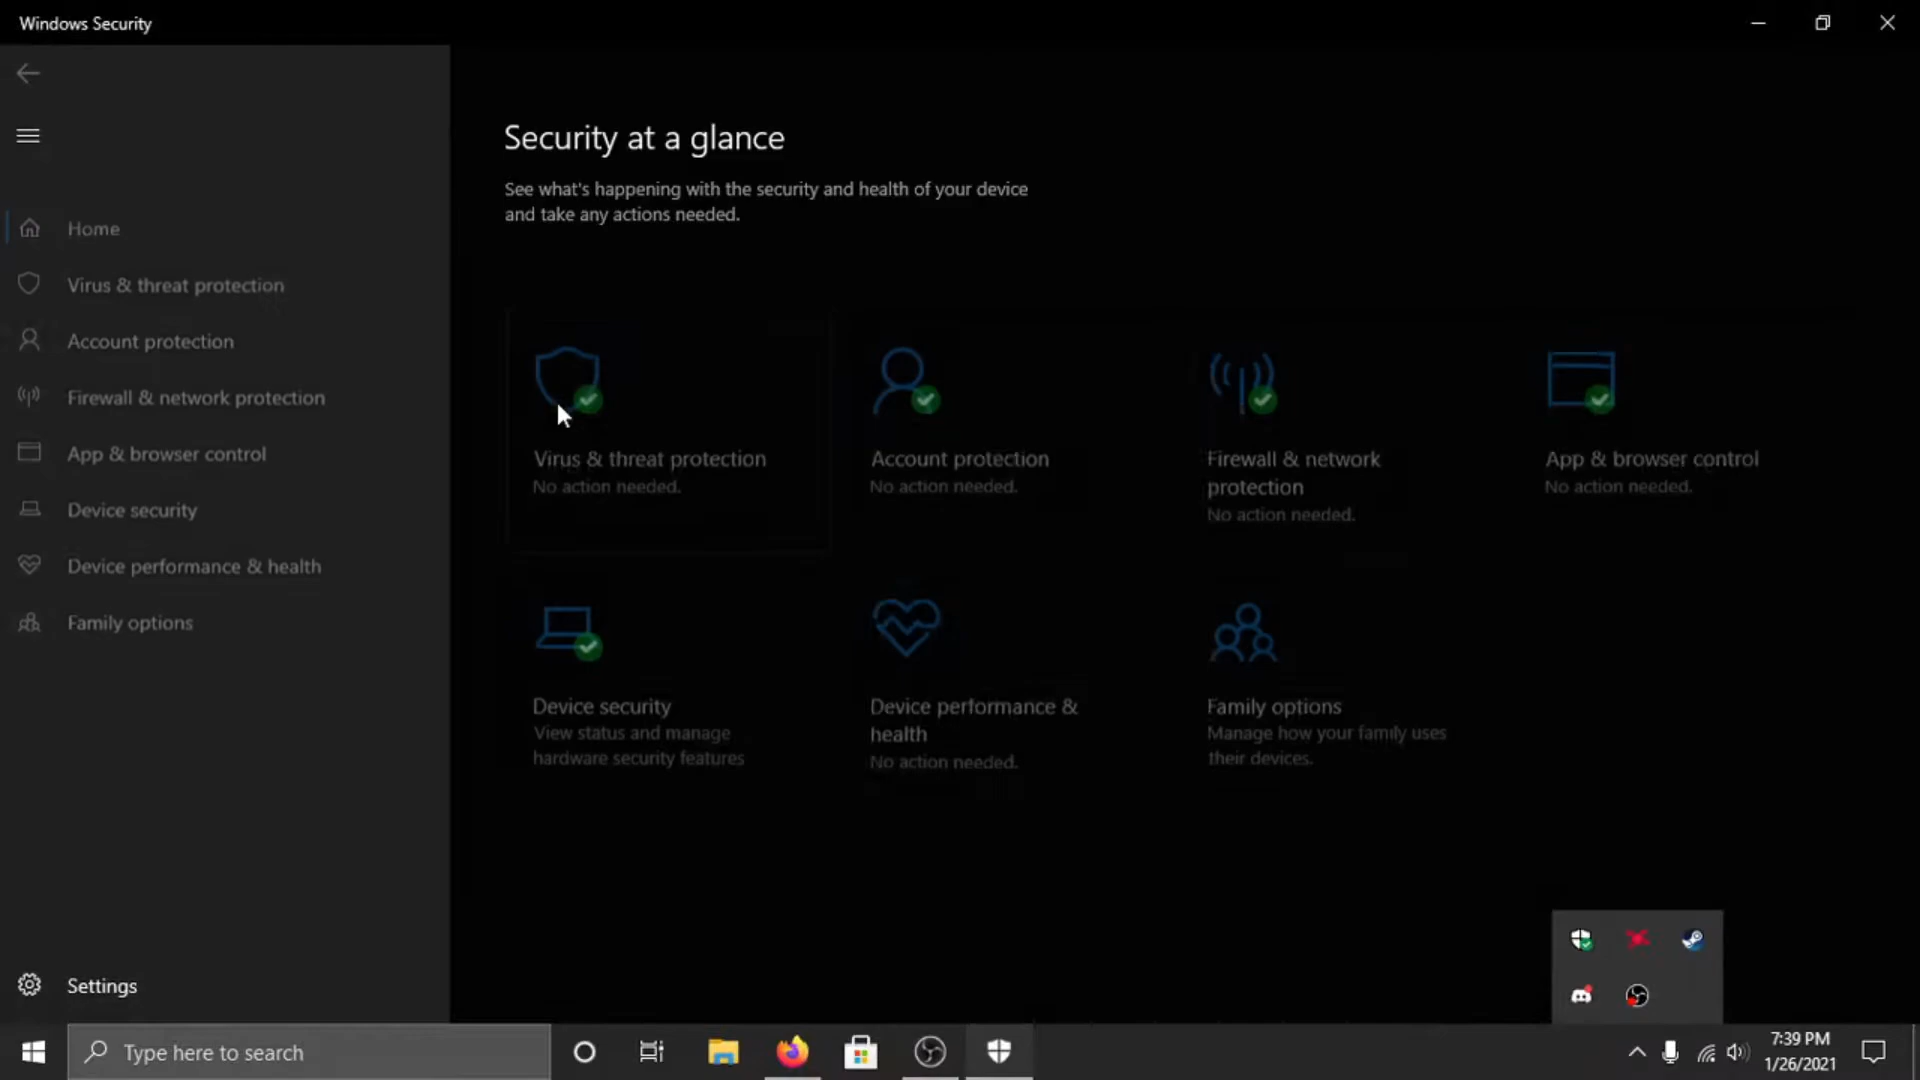 Windows Security
Home
Virus & threat protection
Account protection
Firewall & network protection
App & browser control
Device security
Device performance & health
Family options
Settings
Security at a glance
See what's happening with the security and health of your device
and take any actions needed.
Virus & threat protection
No action needed.
Account protection
No action needed.
Firewall & network
protection
No action needed.
App & browser control
No action needed.
Device security
View status and manage
hardware security features
Device performance &
health
No action needed.
Family options
Manage how your family uses
their devices.
Type here to search
7:39 PM
1/26/2021